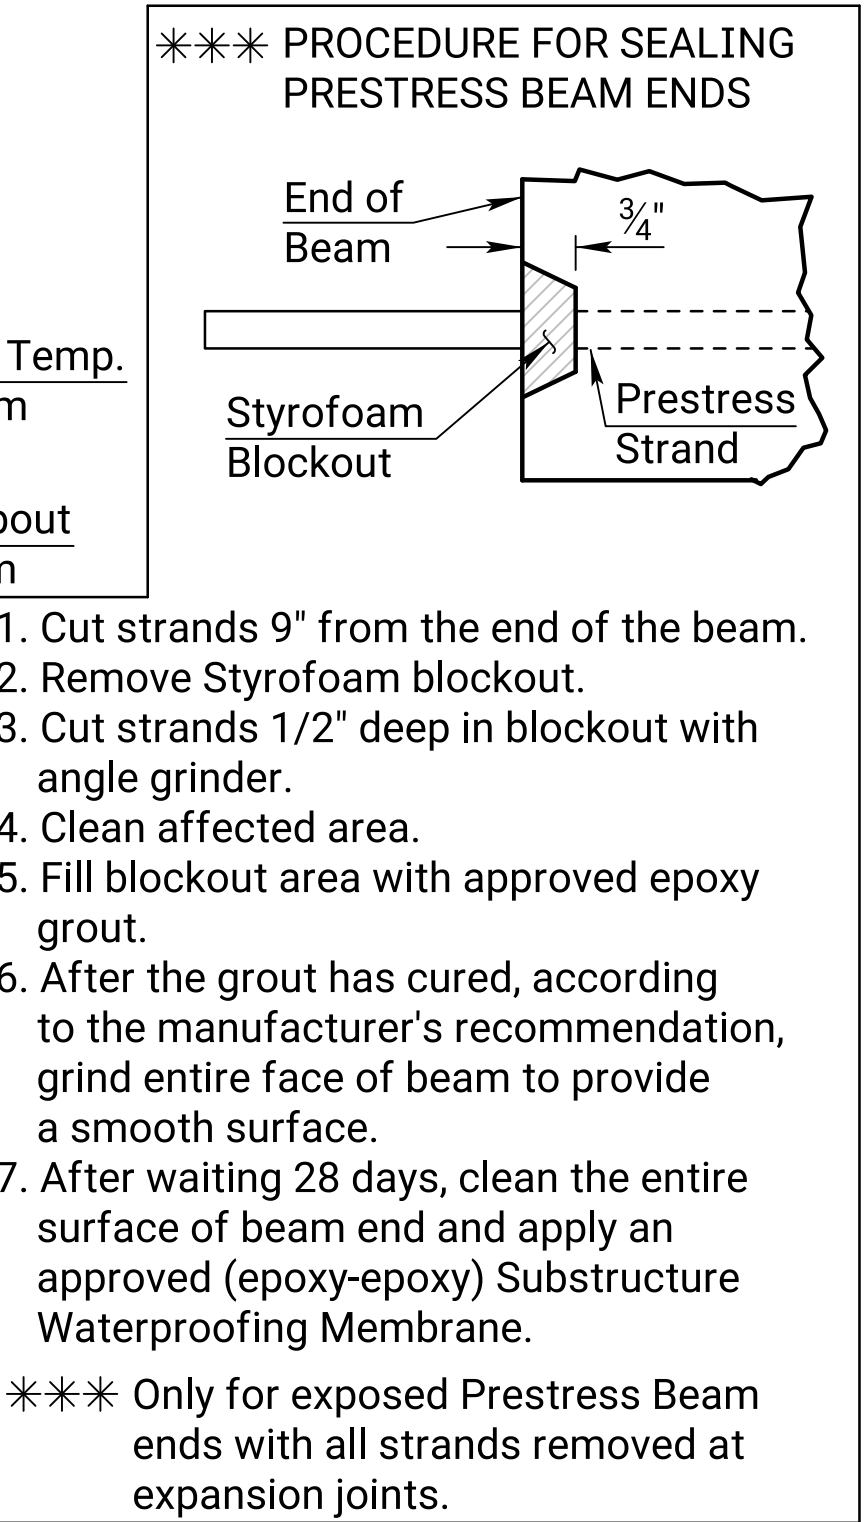 ✳✳✳ PROCEDURE FOR SEALING
PRESTRESS BEAM ENDS
End of
Beam
3/4"
Temp.
Styrofoam
Blockout
Prestress
Strand
1. Cut strands 9" from the end of the beam.
2. Remove Styrofoam blockout.
3. Cut strands 1/2" deep in blockout with
angle grinder.
4. Clean affected area.
5. Fill blockout area with approved epoxy
grout.
6. After the grout has cured, according
to the manufacturer's recommendation,
grind entire face of beam to provide
a smooth surface.
7. After waiting 28 days, clean the entire
surface of beam end and apply an
approved (epoxy-epoxy) Substructure
Waterproofing Membrane.
✳✳✳ Only for exposed Prestress Beam
ends with all strands removed at
expansion joints.